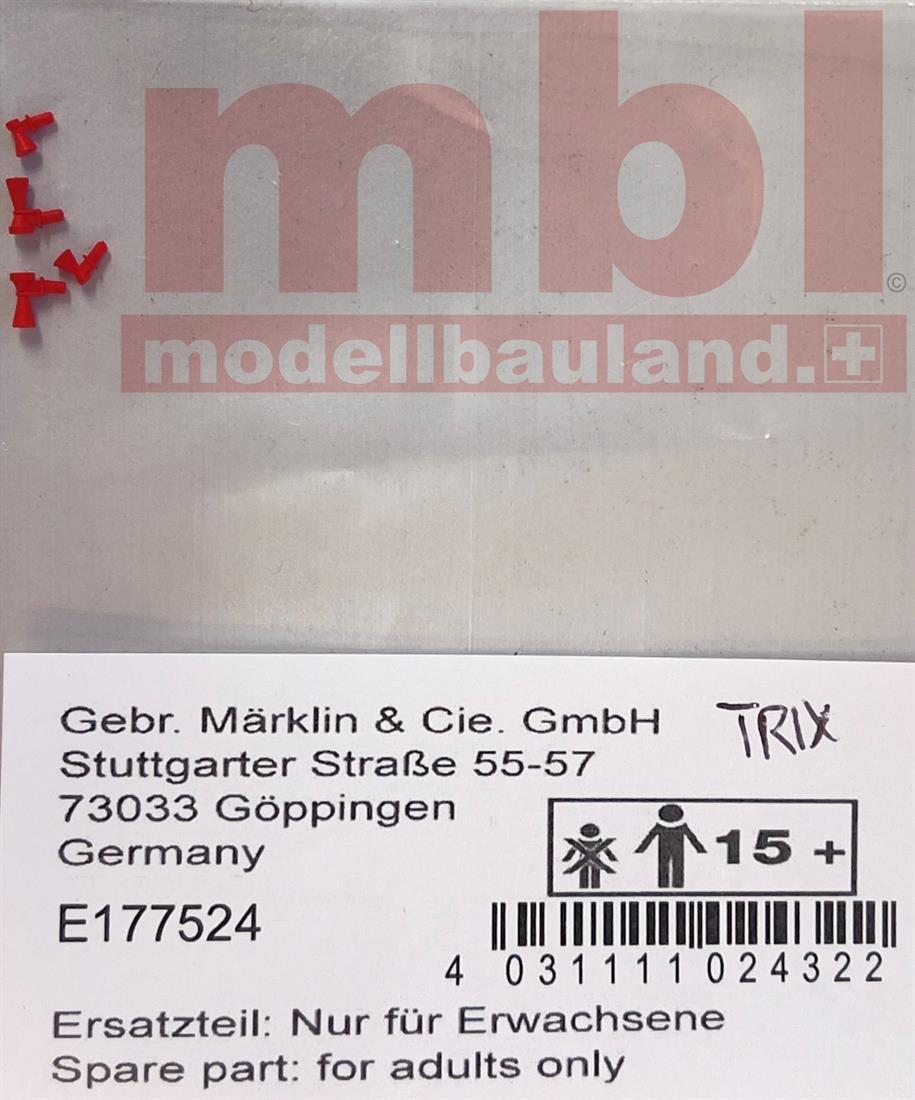 mbl
©
modellbauland.
Gebr. Märklin & Cie. GmbH
TRIX
Stuttgarter Straße 55-57
73033 Göppingen
Germany
15 +
E177524
4 031111 024322
Ersatzteil: Nur für Erwachsene
Spare part: for adults only